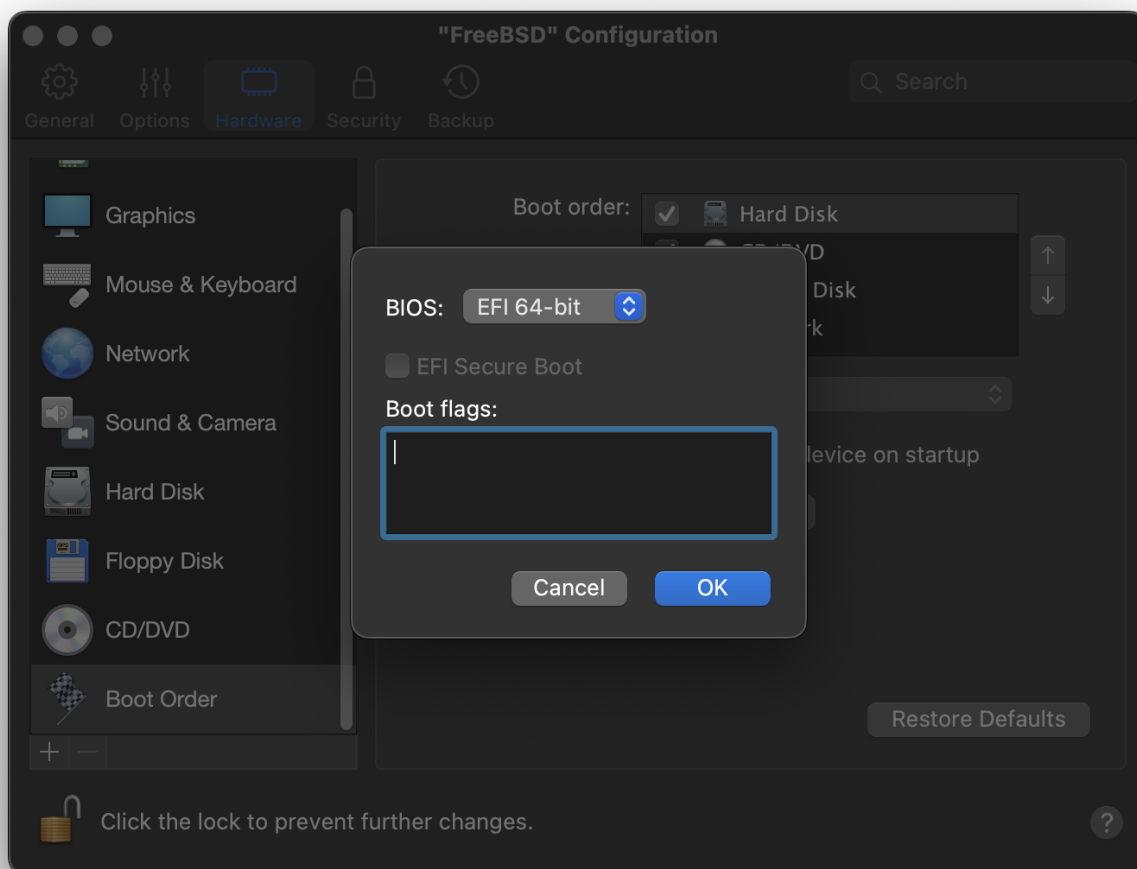 "FreeBSD" Configuration
General
Options
Hardware
Security
Backup
Search
Graphics
Mouse & Keyboard
Network
Sound & Camera
Hard Disk
Floppy Disk
CD/DVD
Boot Order
Boot order:
Hard Disk
CD/DVD
Disk
BIOS:
EFI 64-bit
EFI Secure Boot
Boot flags:
device on startup
Cancel
OK
Restore Defaults
Click the lock to prevent further changes.
?